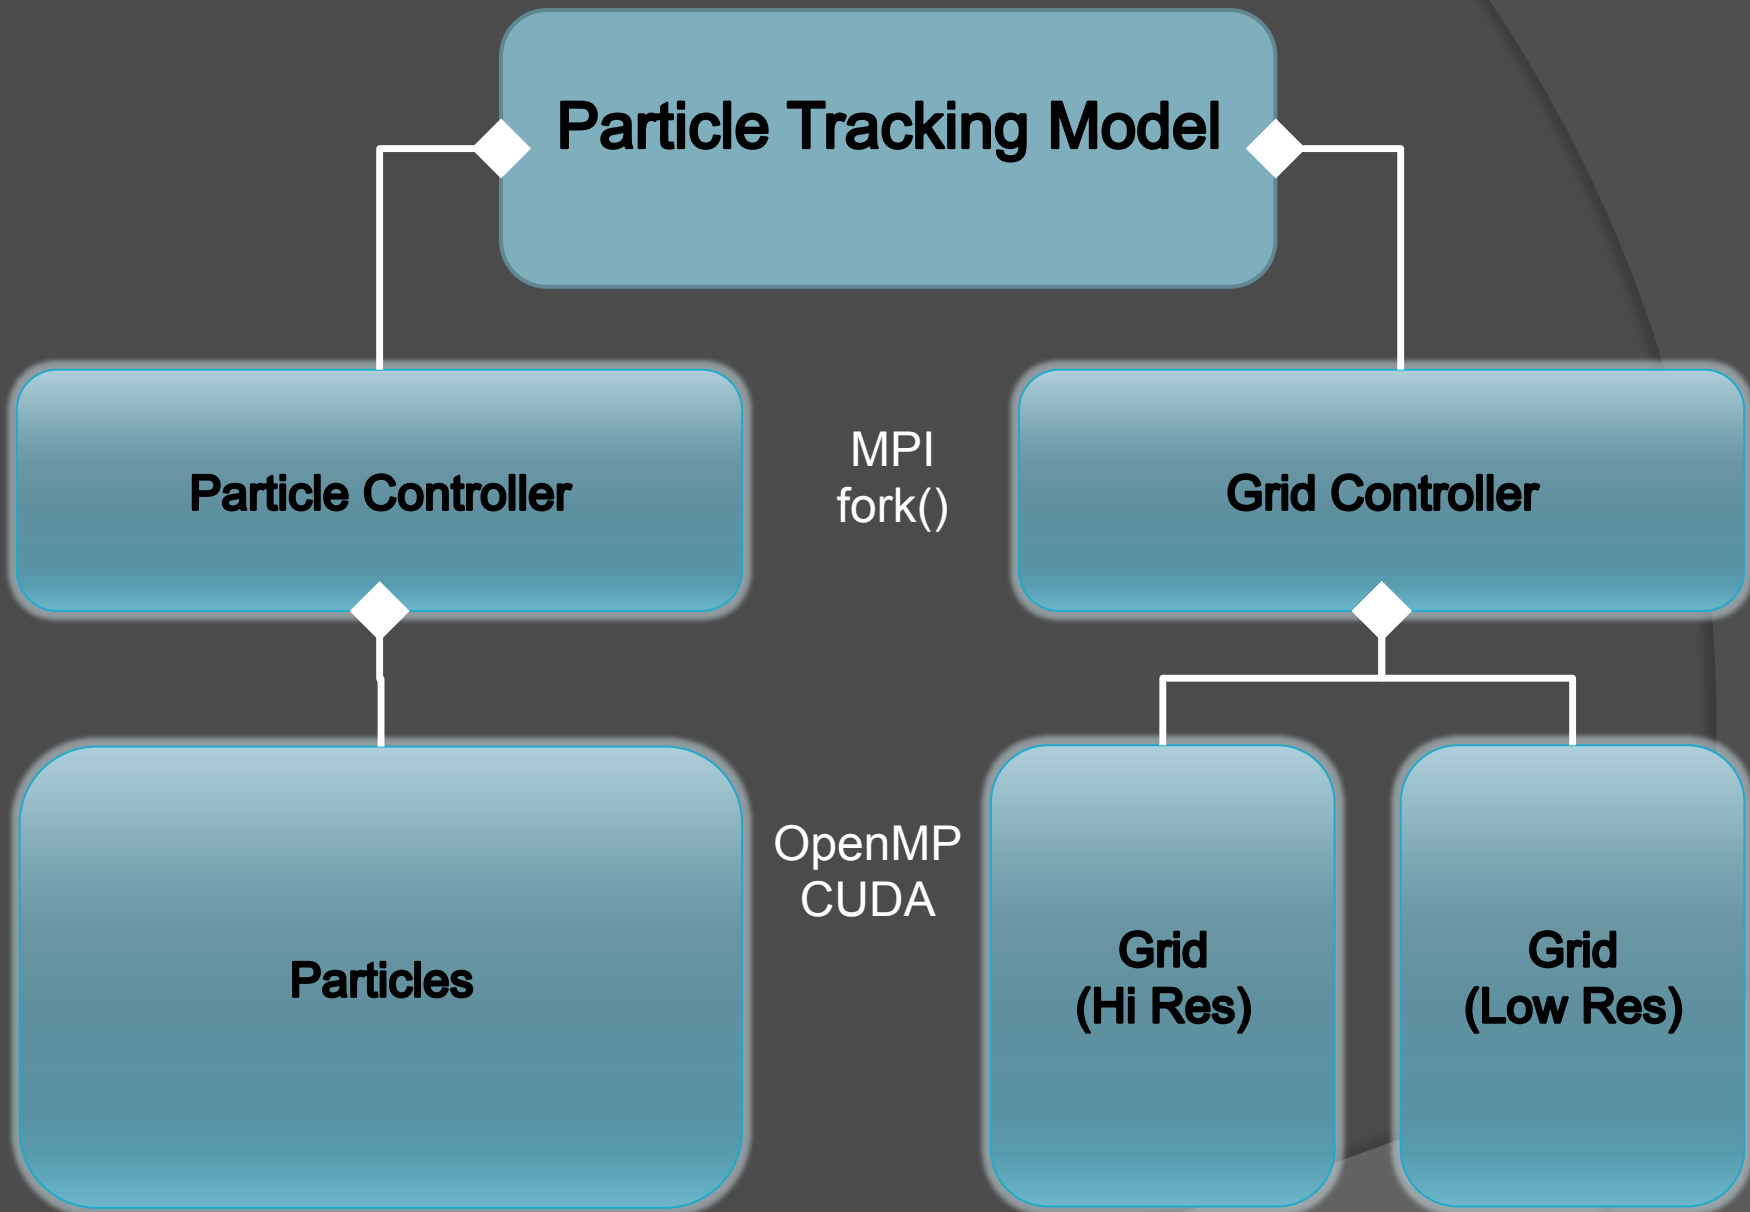 Particle Tracking Model
Particle Controller
MPI
fork()
Grid Controller
Particles
OpenMP
CUDA
Grid
(Hi Res)
Grid
(Low Res)